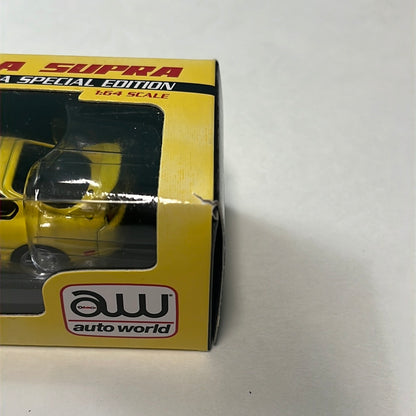 A SUPRA
A SPECIAL EDITION
1:64 SCALE
aw
auto world